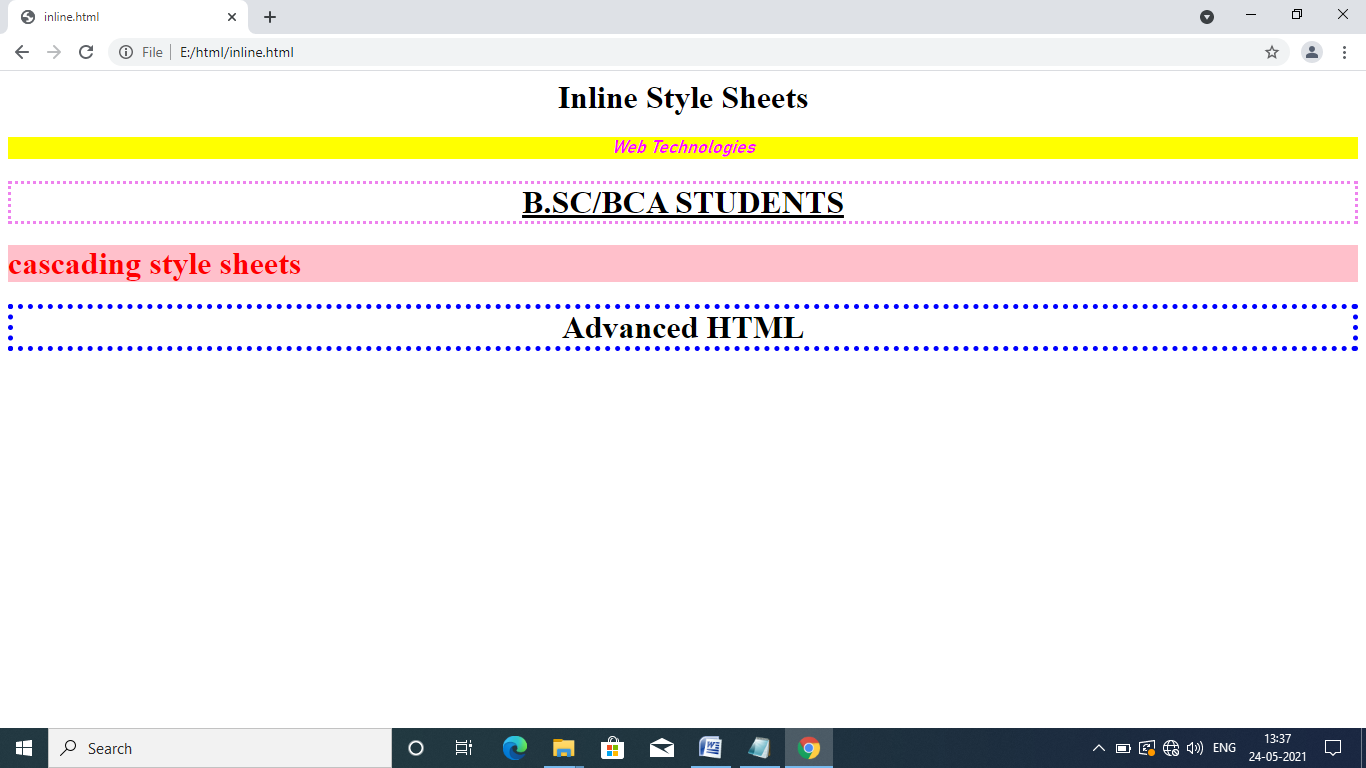 inline.html
File
E:/html/inline.html
Inline Style Sheets
Web Technologies
B.SC/BCA STUDENTS
cascading style sheets
Advanced HTML
Search
ENG
13:37
24-05-2021